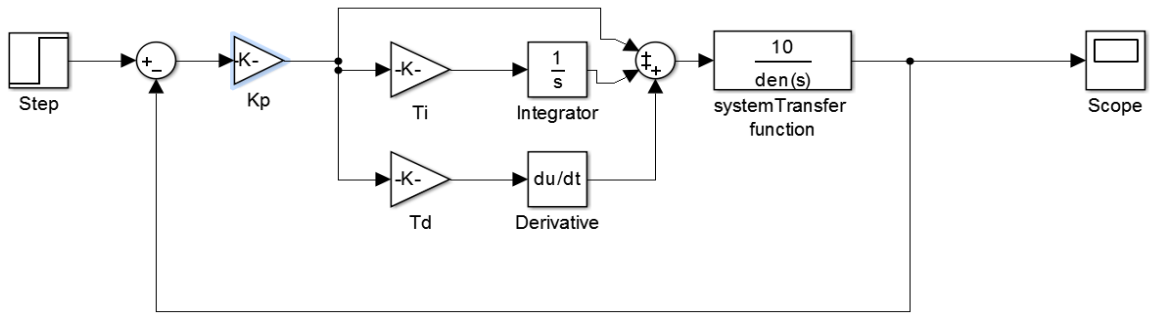 Step
+
−
-K-
Kp
-K-
Ti
1
s
Integrator
+
+
+
10
den(s)
systemTransfer
function
Scope
-K-
Td
du/dt
Derivative